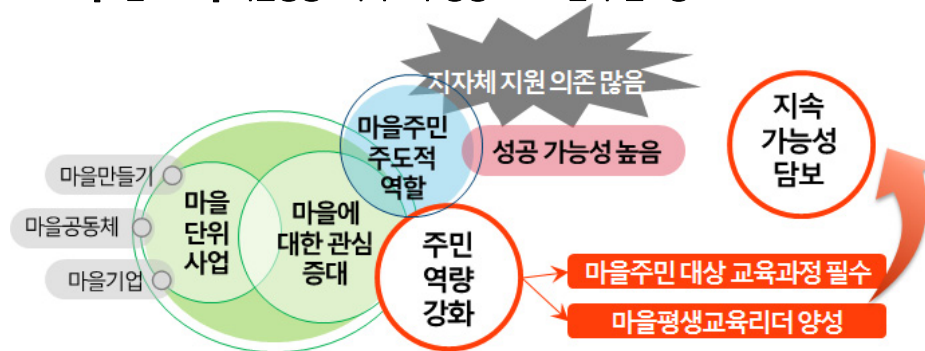 지자체 지원 의존 많음
마을주민
주도적
역할
성공 가능성 높음
지속
가능성
담보
마을만들기
마을공동체
마을기업
마을
단위
사업
마을에
대한 관심
증대
주민
역량
강화
마을주민 대상 교육과정 필수
마을평생교육리더 양성